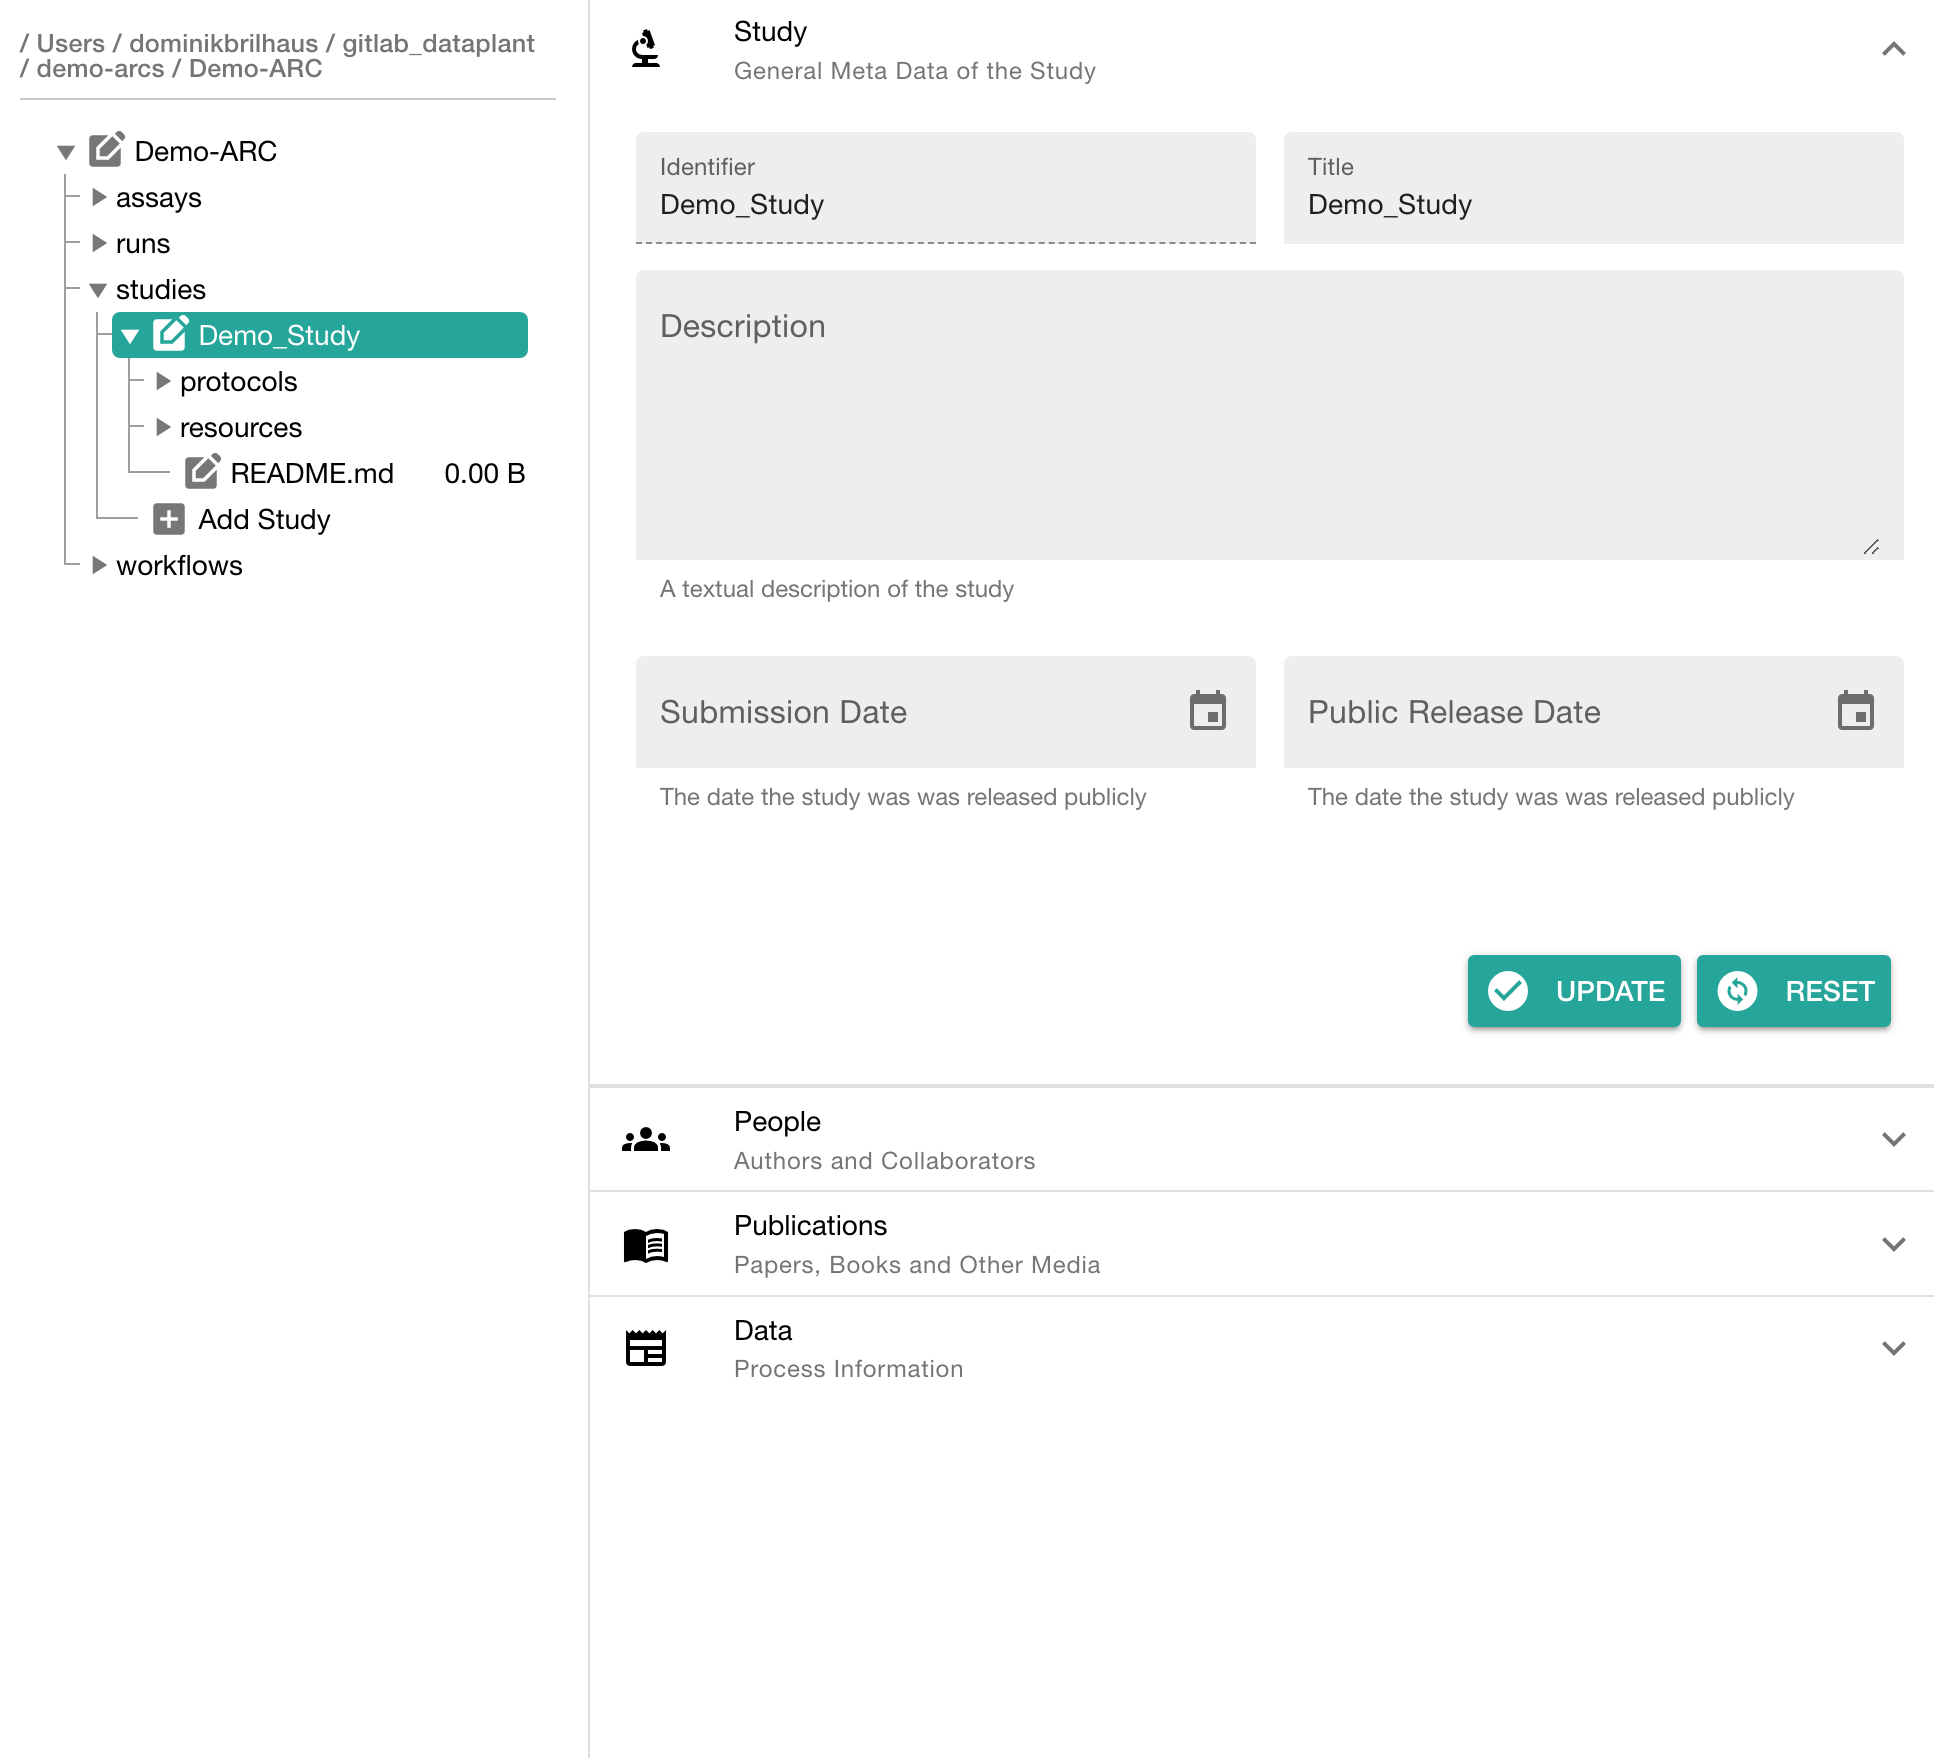 / Users / dominikbrilhaus / gitlab_dataplant
/ demo-arcs / Demo-ARC
Demo-ARC
assays
runs
studies
Demo_Study
protocols
resources
README.md 0.00 B
Add Study
workflows
Study
General Meta Data of the Study
Identifier
Demo_Study
Title
Demo_Study
Description
A textual description of the study
Submission Date
The date the study was was released publicly
Public Release Date
The date the study was was released publicly
UPDATE
RESET
People
Authors and Collaborators
Publications
Papers, Books and Other Media
Data
Process Information